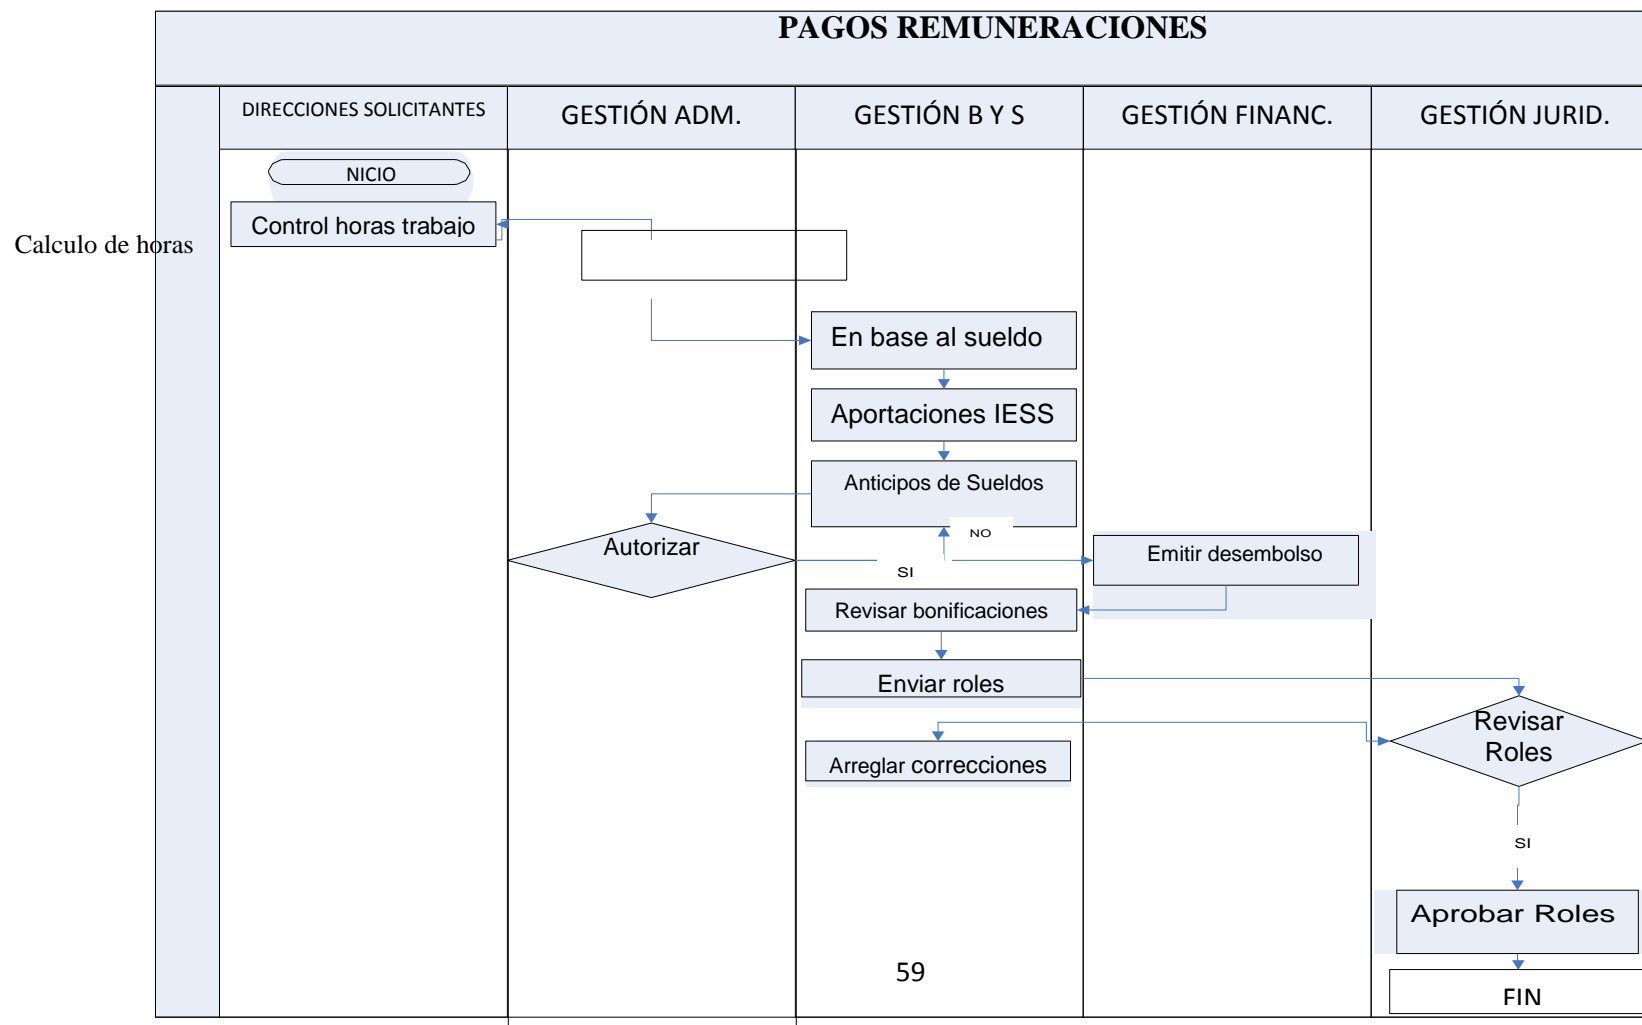 PAGOS REMUNERACIONES
DIRECCIONES SOLICITANTES
GESTIÓN ADM.
GESTIÓN B Y S
GESTIÓN FINANC.
GESTIÓN JURID.
NICIO
Control horas trabajo
Calculo de horas
En base al sueldo
Aportaciones IESS
Anticipos de Sueldos
NO
Autorizar
SI
Emitir desembolso
Revisar bonificaciones
Enviar roles
Revisar
Roles
Arreglar correcciones
SI
Aprobar Roles
59
FIN